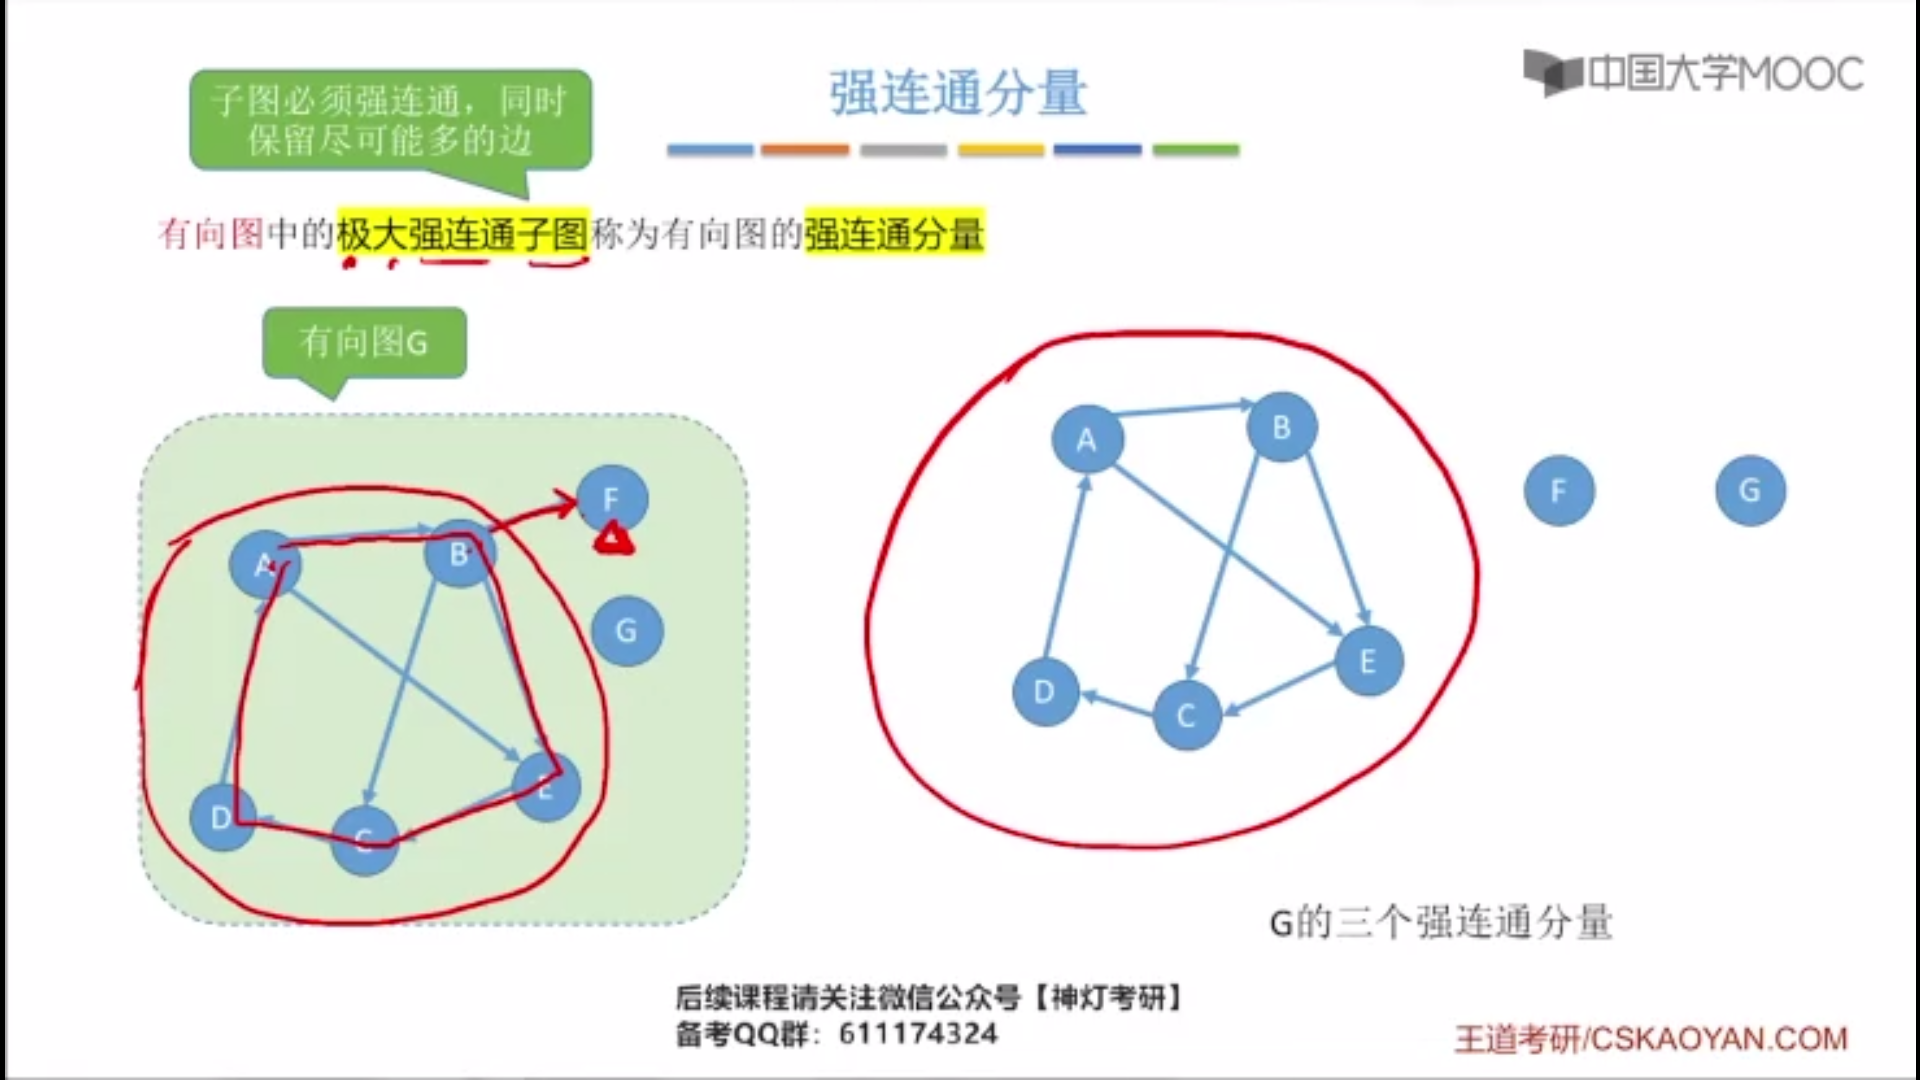 中国大学MOOC
强连通分量
子图必须强连通，同时
保留尽可能多的边
有向图中的极大强连通子图称为有向图的强连通分量
有向图G
A
B
F
G
D
C
E
A
B
F
G
D
C
E
G的三个强连通分量
后续课程请关注微信公众号【神灯考研】
备考QQ群：611174324
王道考研/CSKAOYAN.COM